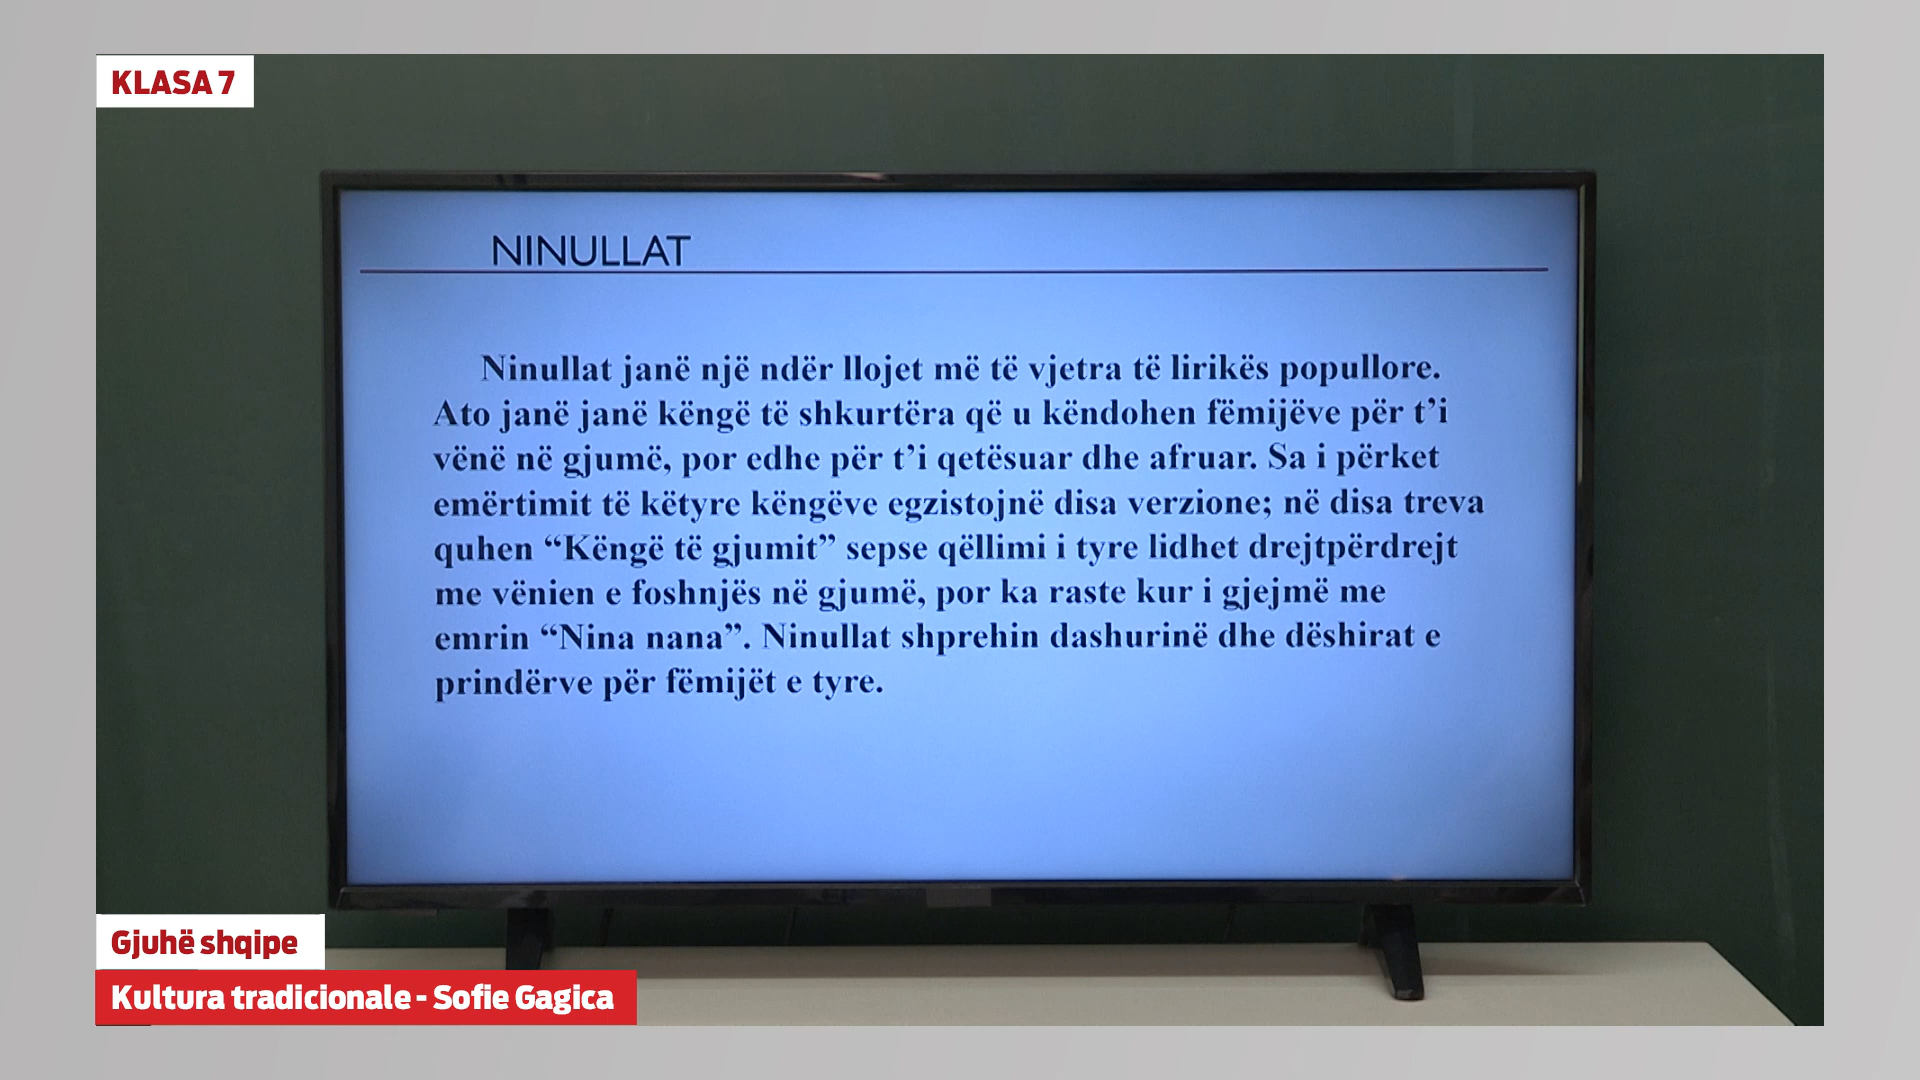 KLASA 7
NINULLAT
Ninullat janë një ndër llojet më të vjetra të lirikës popullore.
Ato janë janë këngë të shkurtëra që u këndohen fëmijëve për t’i
vënë në gjumë, por edhe për t’i qetësuar dhe afruar. Sa i përket
emërtimit të këtyre këngëve egzistojnë disa verzione; në disa treva
quhen “Këngë të gjumit” sepse qëllimi i tyre lidhet drejtpërdrejt
me vënien e foshnjës në gjumë, por ka raste kur i gjejmë me
emrin “Nina nana”. Ninullat shprehin dashurinë dhe dëshirat e
prindërve për fëmijët e tyre.
Gjuhë shqipe
Kultura tradicionale - Sofie Gagica